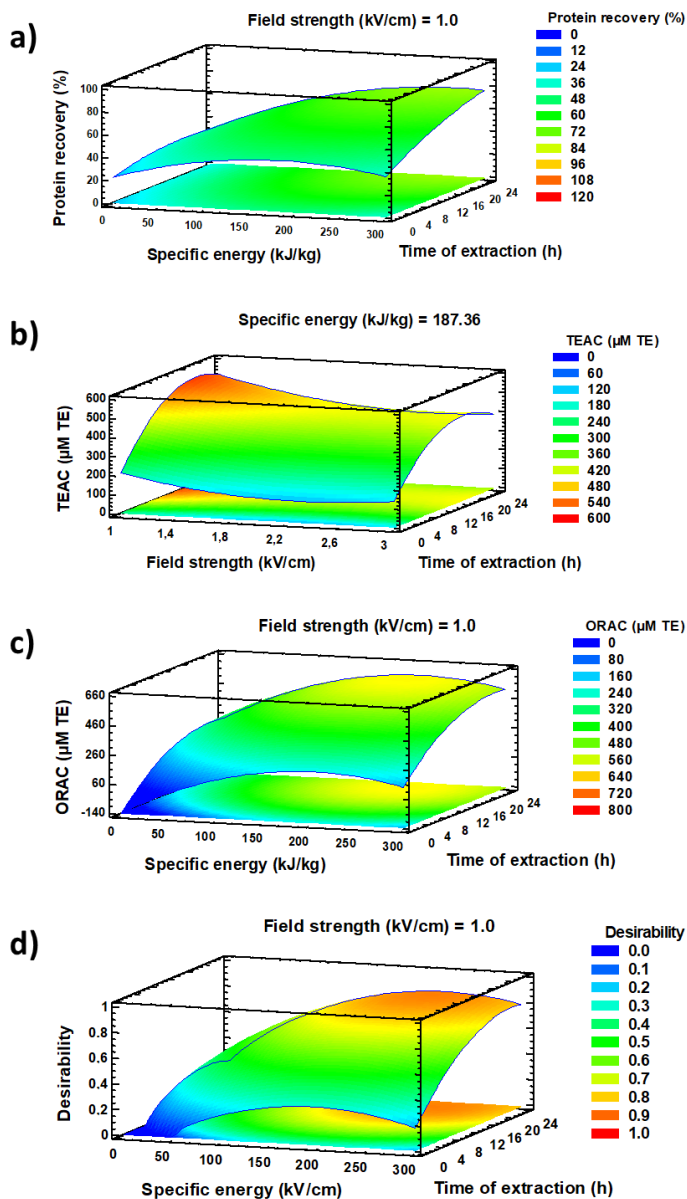 a)
Field strength (kV/cm) = 1.0
Protein recovery (%)
0
12
24
36
48
60
72
84
96
108
120
100
80
60
40
20
0
Protein recovery (%)
0 50 100 150 200 250 300
Specific energy (kJ/kg)
0 4 8 12 16 20 24
Time of extraction (h)
b)
Specific energy (kJ/kg) = 187.36
TEAC (µM TE)
0
60
120
180
240
300
360
420
480
540
600
600
500
400
300
200
100
0
TEAC (µM TE)
1 1,4 1,8 2,2 2,6 3
Field strength (kV/cm)
0 4 8 12 16 20 24
Time of extraction (h)
c)
Field strength (kV/cm) = 1.0
ORAC (µM TE)
0
80
160
240
320
400
480
560
640
720
800
660
460
260
60
-140
ORAC (µM TE)
0 50 100 150 200 250 300
Specific energy (kJ/kg)
0 4 8 12 16 20 24
Time of extraction (h)
d)
Field strength (kV/cm) = 1.0
Desirability
0.0
0.1
0.2
0.3
0.4
0.5
0.6
0.7
0.8
0.9
1.0
1
0.8
0.6
0.4
0.2
0
Desirability
0 50 100 150 200 250 300
Specific energy (kV/cm)
0 4 8 12 16 20 24
Time of extraction (h)